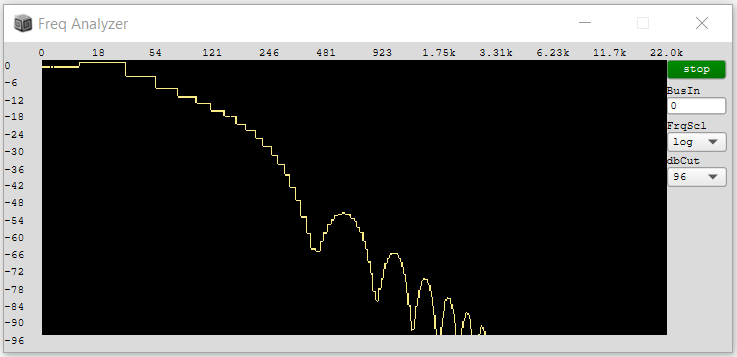 Freq Analyzer
0 18 54 121 246 481 923 1.75k 3.31k 6.23k 11.7k 22.0k
0
-6
-12
-18
-24
-30
-36
-42
-48
-54
-60
-66
-72
-78
-84
-90
-96
stop
BusIn
0
FrqScl
log
dbCut
96